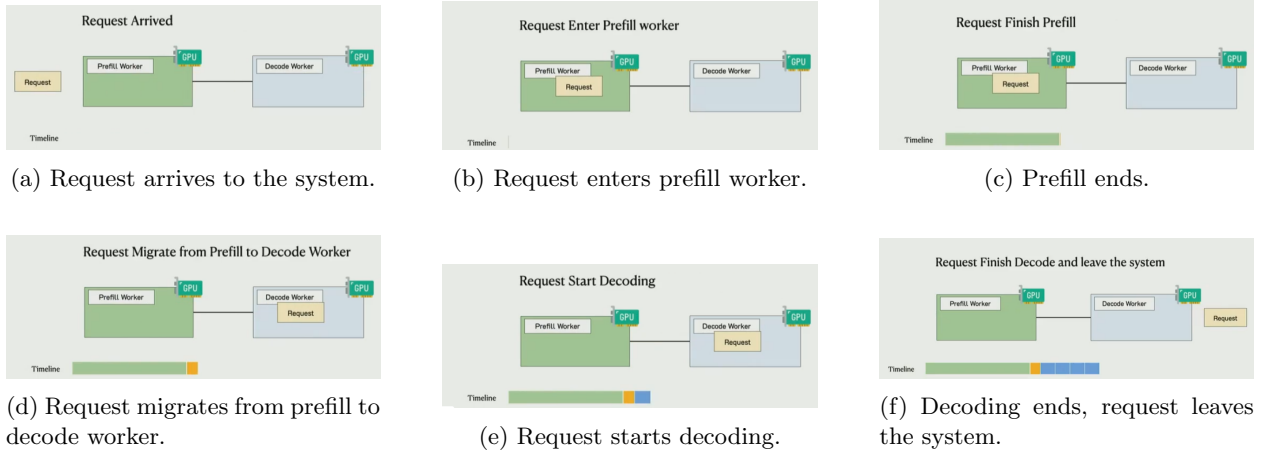 Request Arrived
GPU
GPU
Prefill Worker
Decode Worker
Request
Timeline
(a) Request arrives to the system.
Request Enter Prefill worker
GPU
GPU
Prefill Worker
Decode Worker
Request
Timeline
(b) Request enters prefill worker.
Request Finish Prefill
GPU
GPU
Prefill Worker
Decode Worker
Request
Timeline
(c) Prefill ends.
Request Migrate from Prefill to Decode Worker
GPU
GPU
Prefill Worker
Decode Worker
Request
Timeline
(d) Request migrates from prefill to
decode worker.
Request Start Decoding
GPU
GPU
Prefill Worker
Decode Worker
Request
Timeline
(e) Request starts decoding.
Request Finish Decode and leave the system
GPU
GPU
Prefill Worker
Decode Worker
Request
Timeline
(f) Decoding ends, request leaves
the system.